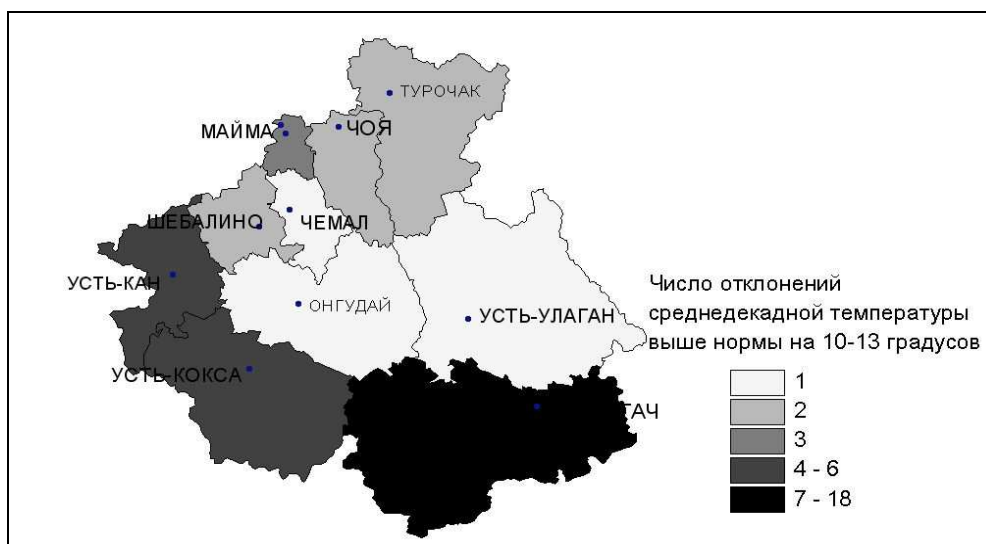 ТУРОЧАК
МАЙМА
ЧОЯ
ШЕБАЛИНО
ЧЕМАЛ
УСТЬ-КАН
ОНГУДАЙ
УСТЬ-УЛАГАН
УСТЬ-КОКСА
ГАЧ
Число отклонений
среднедекадной температуры
выше нормы на 10-13 градусов
1
2
3
4 - 6
7 - 18